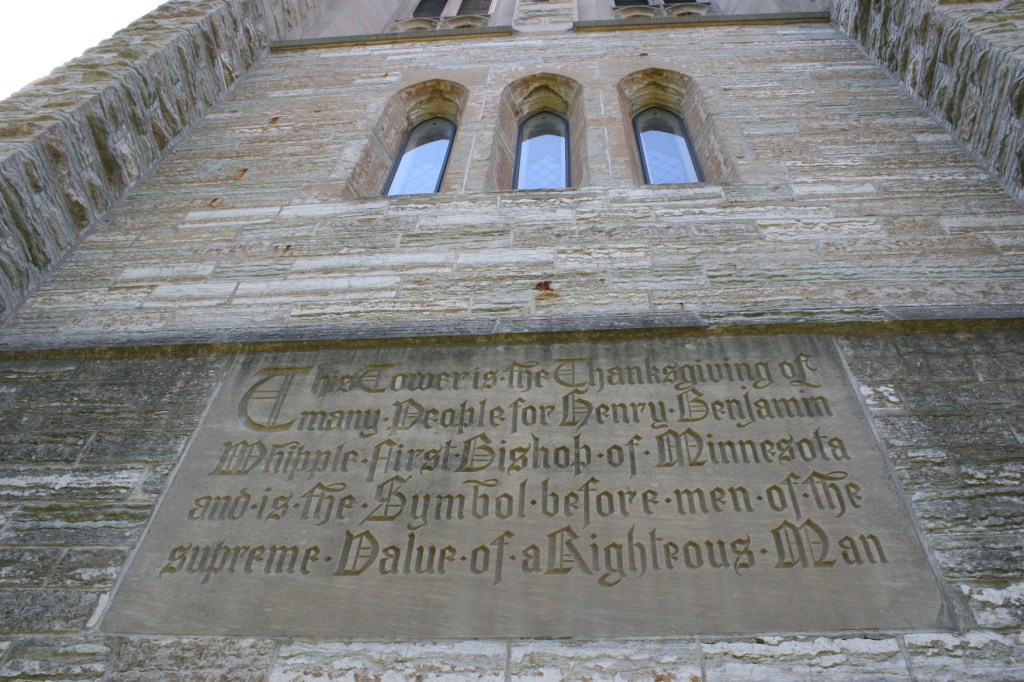 This Tower is·the Thanksgiving of
many·People for Henry·Benjamin
Whipple·First·Bishop·of·Minnesota
and·is·the·Symbol·before·men·of·the
supreme·Value·of·a Righteous·Man